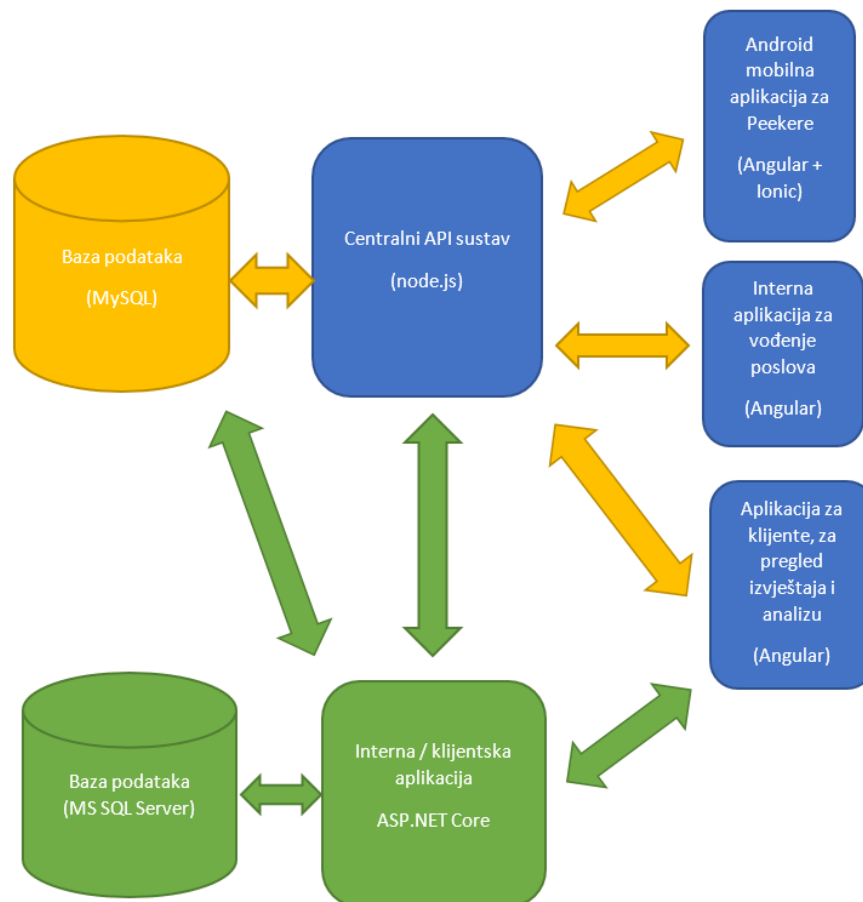 Android
mobilna
aplikacija za
Peekere
(Angular +
Ionic)
Baza podataka
(MySQL)
Centralni API sustav
(node.js)
Interna
aplikacija za
vođenje
poslova
(Angular)
Aplikacija za
klijente, za
pregled
izvještaja i
analizu
(Angular)
Baza podataka
(MS SQL Server)
Interna / klijentska
aplikacija
ASP.NET Core